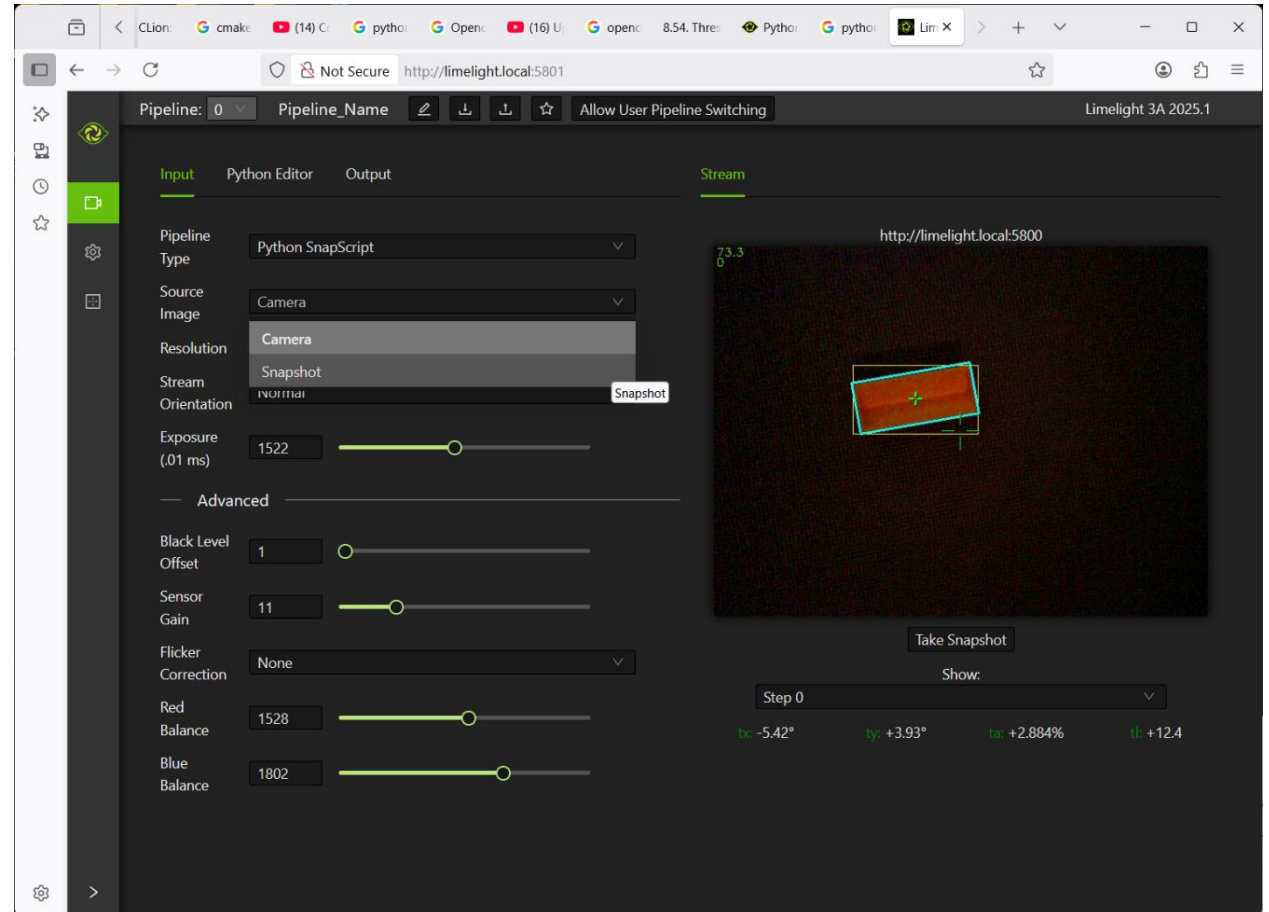 CLion: cmake (14) Co pytho Openc (16) U openc 8.54. Thres Pytho pytho Lim
Not Secure http://limelight.local:5801
Pipeline: 0 Pipeline_Name Allow User Pipeline Switching Limelight 3A 2025.1
Input Python Editor Output Stream
Pipeline Type Python SnapScript
http://limelight.local:5800
73.3
0
Source Image Camera
Camera
Resolution
Snapshot
Stream Orientation Normal
Snapshot
Exposure (.01 ms) 1522
Advanced
Black Level Offset 1
Sensor Gain 11
Take Snapshot
Flicker Correction None
Show:
Step 0
Red Balance 1528
tx: -5.42° ty: +3.93° ta: +2.884% tl: +12.4
Blue Balance 1802